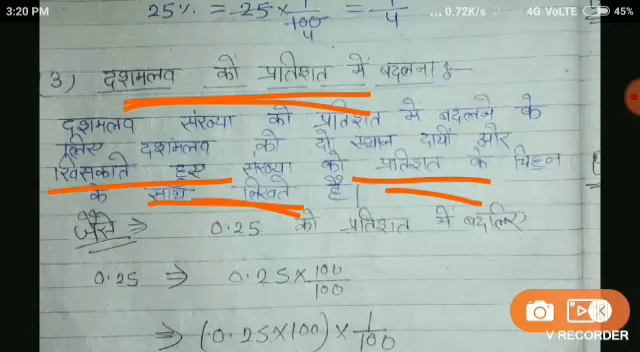 3:20 PM ... 0.72K/s 4G VoLTE 45%
25% = 25 × 1/100 = 1/4
4
3) दशमलव को प्रतिशत में बदलना :-
दशमलव संख्या को प्रतिशत में बदलने के
लिए दशमलव को दो स्थान दायीं ओर
खिसकाते हुए संख्या को प्रतिशत के चिह्न
के साथ लिखते हैं।
जैसे ⇒ 0.25 को प्रतिशत में बदलिए
0.25 ⇒ 0.25 × 100/100
⇒ (0.25×100) × 1/100
V RECORDER